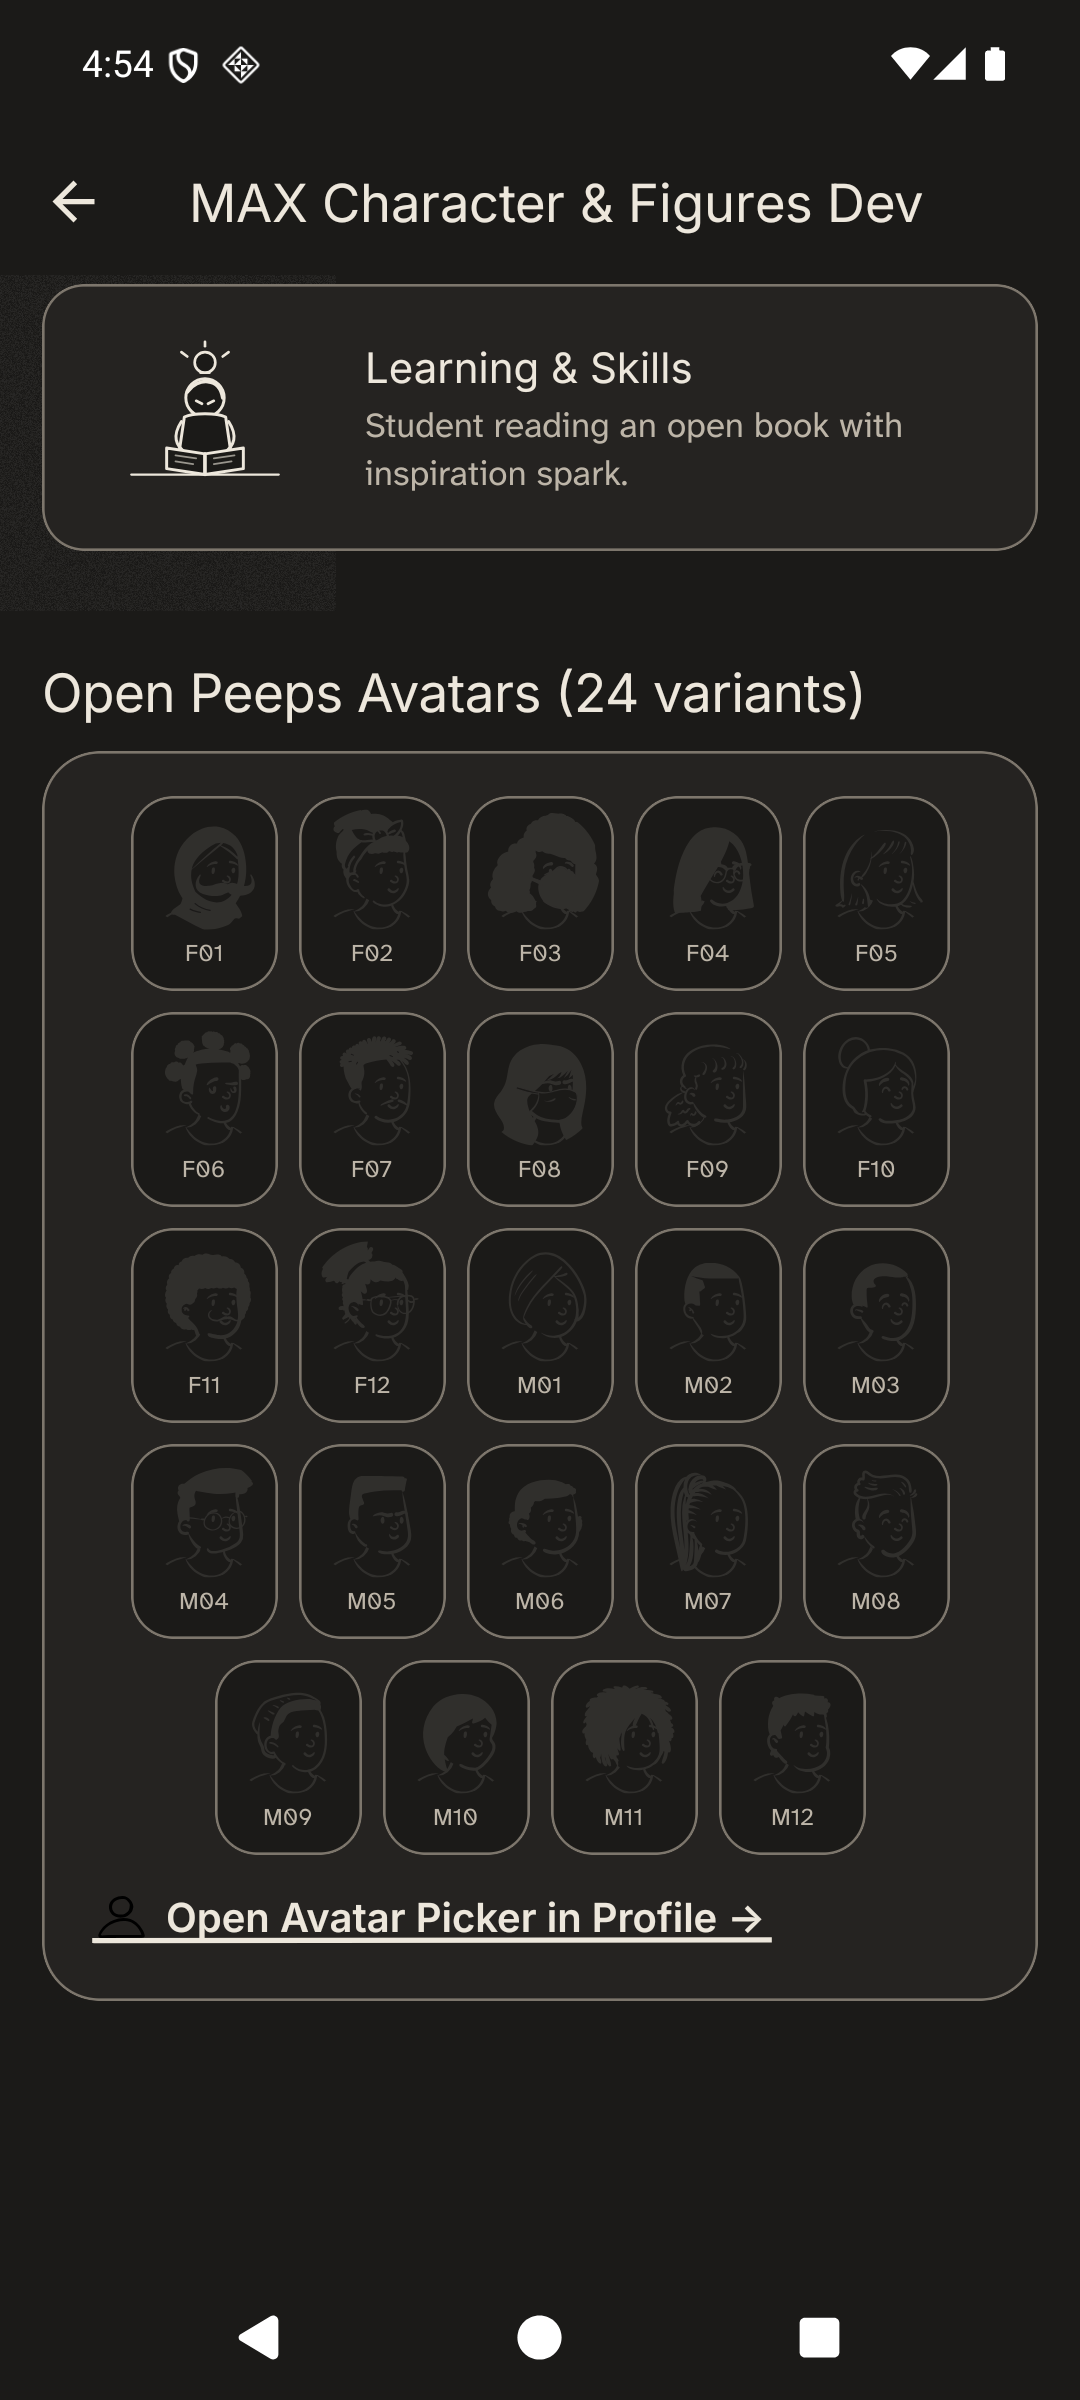 4:54
MAX Character & Figures Dev
Learning & Skills
Student reading an open book with
inspiration spark.
Open Peeps Avatars (24 variants)
F01 F02 F03 F04 F05
F06 F07 F08 F09 F10
F11 F12 M01 M02 M03
M04 M05 M06 M07 M08
M09 M10 M11 M12
Open Avatar Picker in Profile →